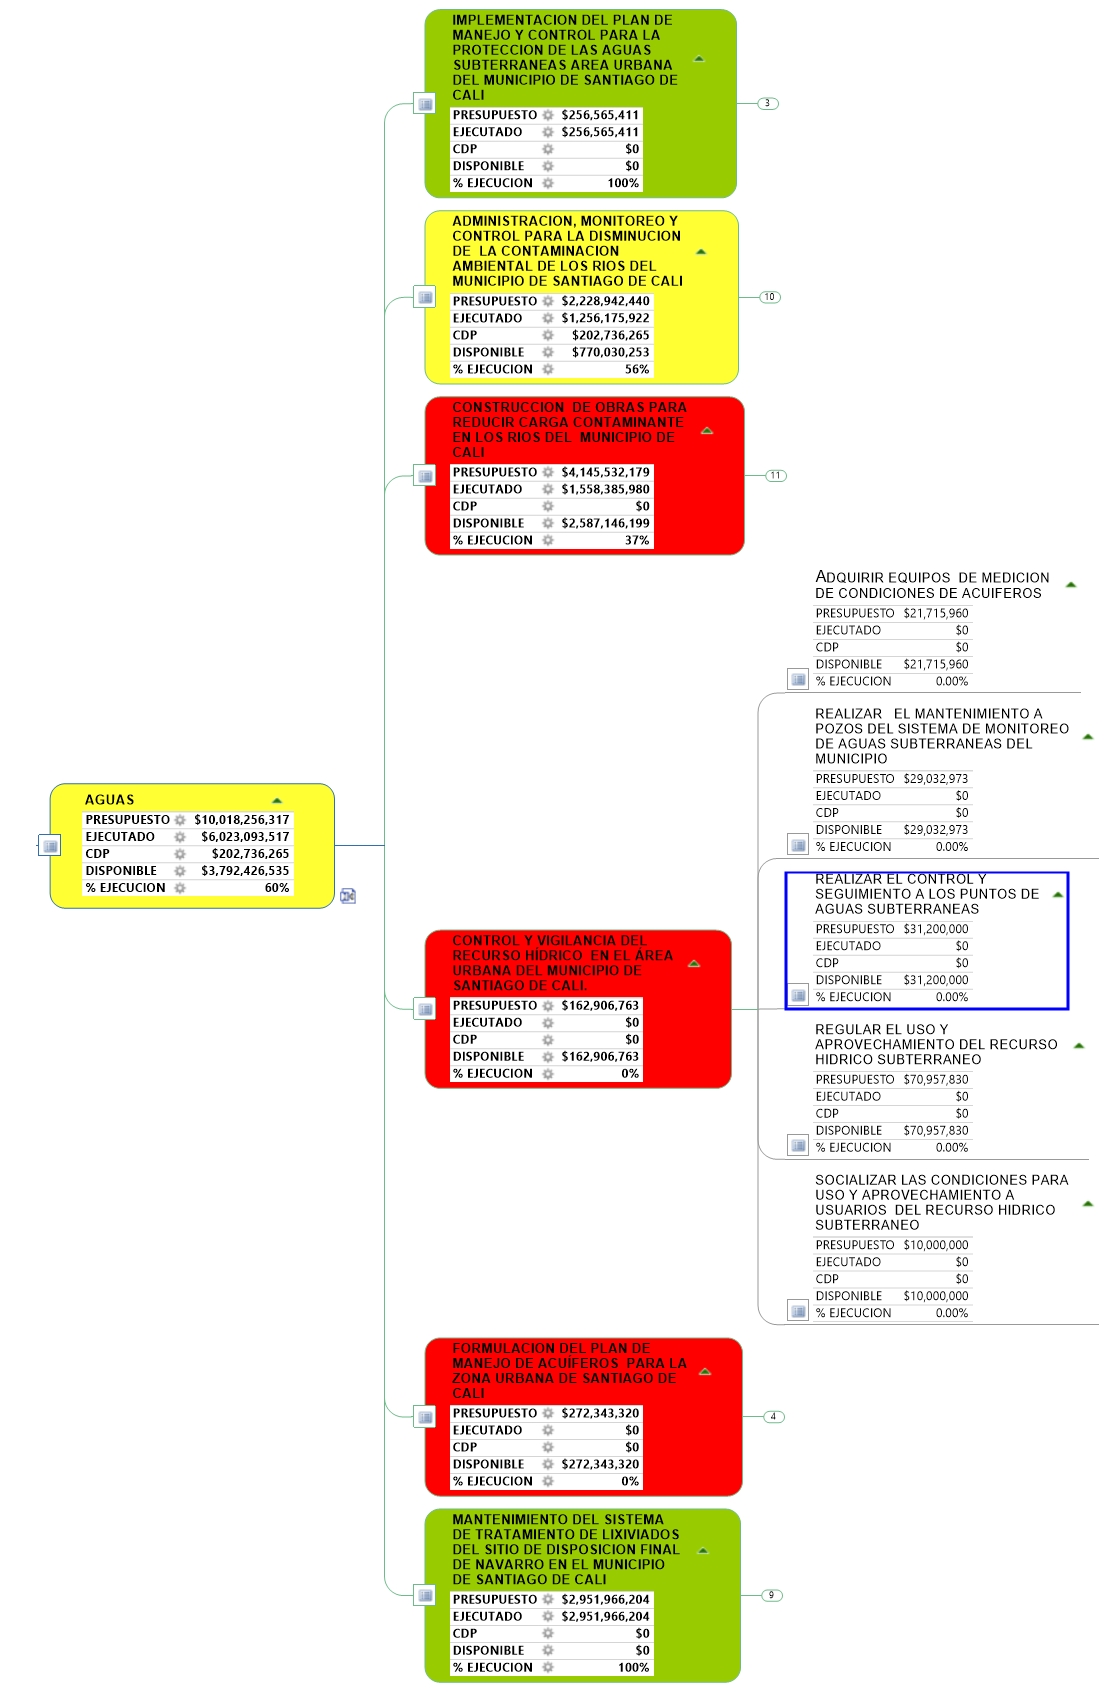 IMPLEMENTACION DEL PLAN DE
MANEJO Y CONTROL PARA LA
PROTECCION DE LAS AGUAS
SUBTERRANEAS AREA URBANA
DEL MUNICIPIO DE SANTIAGO DE
CALI
PRESUPUESTO $256,565,411
EJECUTADO $256,565,411
CDP $0
DISPONIBLE $0
% EJECUCION 100%
3
ADMINISTRACION, MONITOREO Y
CONTROL PARA LA DISMINUCION
DE LA CONTAMINACION
AMBIENTAL DE LOS RIOS DEL
MUNICIPIO DE SANTIAGO DE CALI
PRESUPUESTO $2,228,942,440
EJECUTADO $1,256,175,922
CDP $202,736,265
DISPONIBLE $770,030,253
% EJECUCION 56%
10
CONSTRUCCION DE OBRAS PARA
REDUCIR CARGA CONTAMINANTE
EN LOS RIOS DEL MUNICIPIO DE
CALI
PRESUPUESTO $4,145,532,179
EJECUTADO $1,558,385,980
CDP $0
DISPONIBLE $2,587,146,199
% EJECUCION 37%
11
AGUAS
PRESUPUESTO $10,018,256,317
EJECUTADO $6,023,093,517
CDP $202,736,265
DISPONIBLE $3,792,426,535
% EJECUCION 60%
CONTROL Y VIGILANCIA DEL
RECURSO HÍDRICO EN EL ÁREA
URBANA DEL MUNICIPIO DE
SANTIAGO DE CALI.
PRESUPUESTO $162,906,763
EJECUTADO $0
CDP $0
DISPONIBLE $162,906,763
% EJECUCION 0%
ADQUIRIR EQUIPOS DE MEDICION
DE CONDICIONES DE ACUIFEROS
PRESUPUESTO $21,715,960
EJECUTADO $0
CDP $0
DISPONIBLE $21,715,960
% EJECUCION 0.00%
REALIZAR EL MANTENIMIENTO A
POZOS DEL SISTEMA DE MONITOREO
DE AGUAS SUBTERRANEAS DEL
MUNICIPIO
PRESUPUESTO $29,032,973
EJECUTADO $0
CDP $0
DISPONIBLE $29,032,973
% EJECUCION 0.00%
REALIZAR EL CONTROL Y
SEGUIMIENTO A LOS PUNTOS DE
AGUAS SUBTERRANEAS
PRESUPUESTO $31,200,000
EJECUTADO $0
CDP $0
DISPONIBLE $31,200,000
% EJECUCION 0.00%
REGULAR EL USO Y
APROVECHAMIENTO DEL RECURSO
HIDRICO SUBTERRANEO
PRESUPUESTO $70,957,830
EJECUTADO $0
CDP $0
DISPONIBLE $70,957,830
% EJECUCION 0.00%
SOCIALIZAR LAS CONDICIONES PARA
USO Y APROVECHAMIENTO A
USUARIOS DEL RECURSO HIDRICO
SUBTERRANEO
PRESUPUESTO $10,000,000
EJECUTADO $0
CDP $0
DISPONIBLE $10,000,000
% EJECUCION 0.00%
FORMULACION DEL PLAN DE
MANEJO DE ACUÍFEROS PARA LA
ZONA URBANA DE SANTIAGO DE
CALI
PRESUPUESTO $272,343,320
EJECUTADO $0
CDP $0
DISPONIBLE $272,343,320
% EJECUCION 0%
4
MANTENIMIENTO DEL SISTEMA
DE TRATAMIENTO DE LIXIVIADOS
DEL SITIO DE DISPOSICION FINAL
DE NAVARRO EN EL MUNICIPIO
DE SANTIAGO DE CALI
PRESUPUESTO $2,951,966,204
EJECUTADO $2,951,966,204
CDP $0
DISPONIBLE $0
% EJECUCION 100%
9